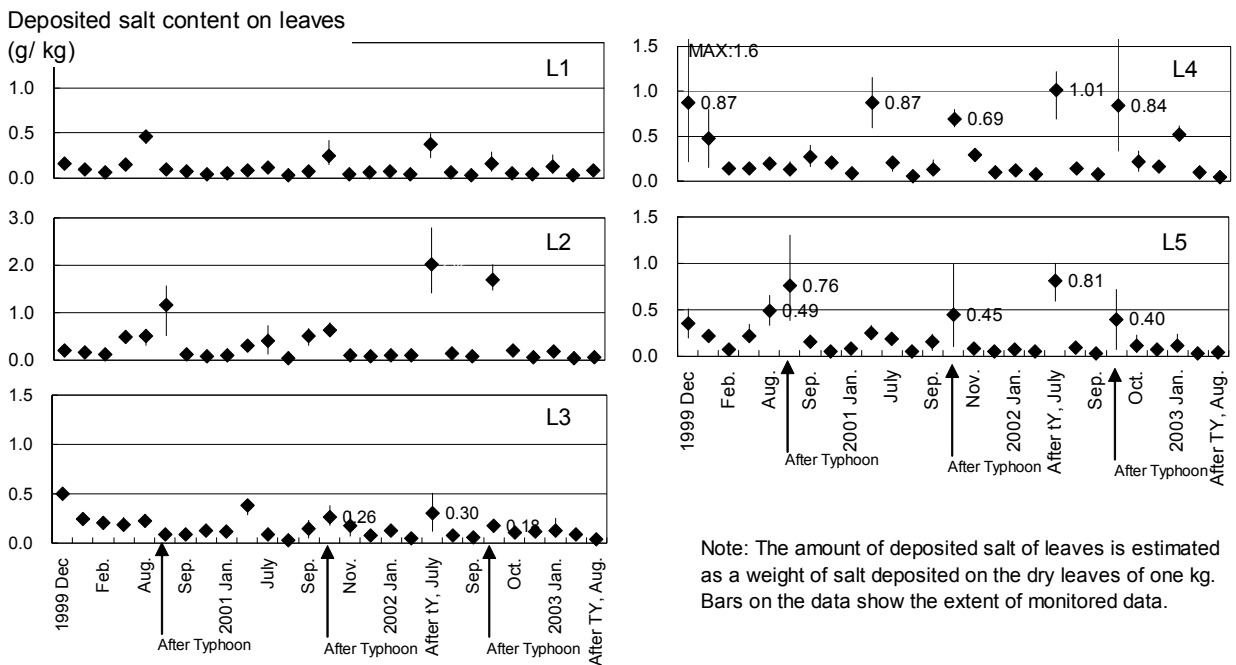 Deposited salt content on leaves
(g/ kg)
L1
1.0
0.5
0.0
L2
3.0
2.0
1.0
0.0
L3
1.5
1.0
0.5
0.0
0.26
0.30
0.18
1999 Dec
Feb.
Aug.
Sep.
2001 Jan.
July
Sep.
Nov.
2002 Jan.
After tY, July
Sep.
Oct.
2003 Jan.
After TY, Aug.
After Typhoon
After Typhoon
After Typhoon
L4
1.5
1.0
0.5
0.0
MAX:1.6
0.87
0.87
0.69
1.01
0.84
L5
1.5
1.0
0.5
0.0
0.49
0.76
0.45
0.81
0.40
1999 Dec
Feb.
Aug.
Sep.
2001 Jan.
July
Sep.
Nov.
2002 Jan.
After tY, July
Sep.
Oct.
2003 Jan.
After TY, Aug.
After Typhoon
After Typhoon
After Typhoon
Note: The amount of deposited salt of leaves is estimated
as a weight of salt deposited on the dry leaves of one kg.
Bars on the data show the extent of monitored data.